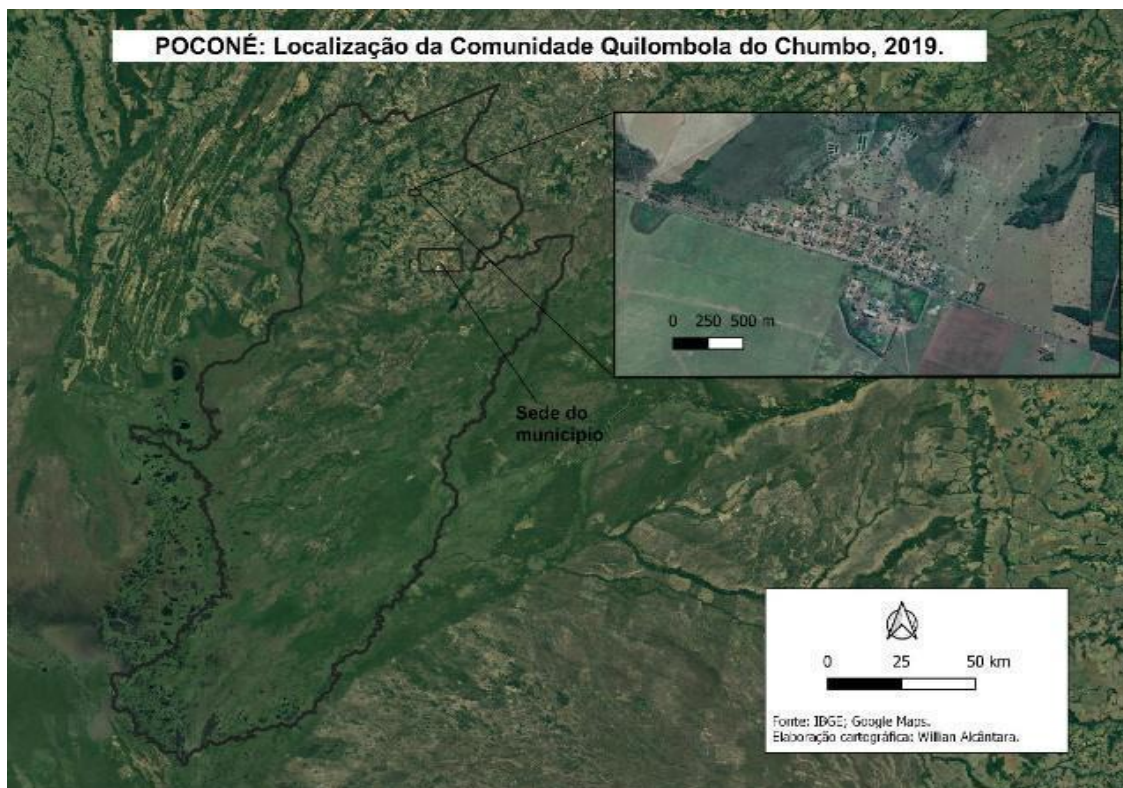 POCONÉ: Localização da Comunidade Quilombola do Chumbo, 2019.
0 250 500 m
Sede do
município
0 25 50 km
Fonte: IBGE; Google Maps.
Elaboração cartográfica: Willian Alcântara.